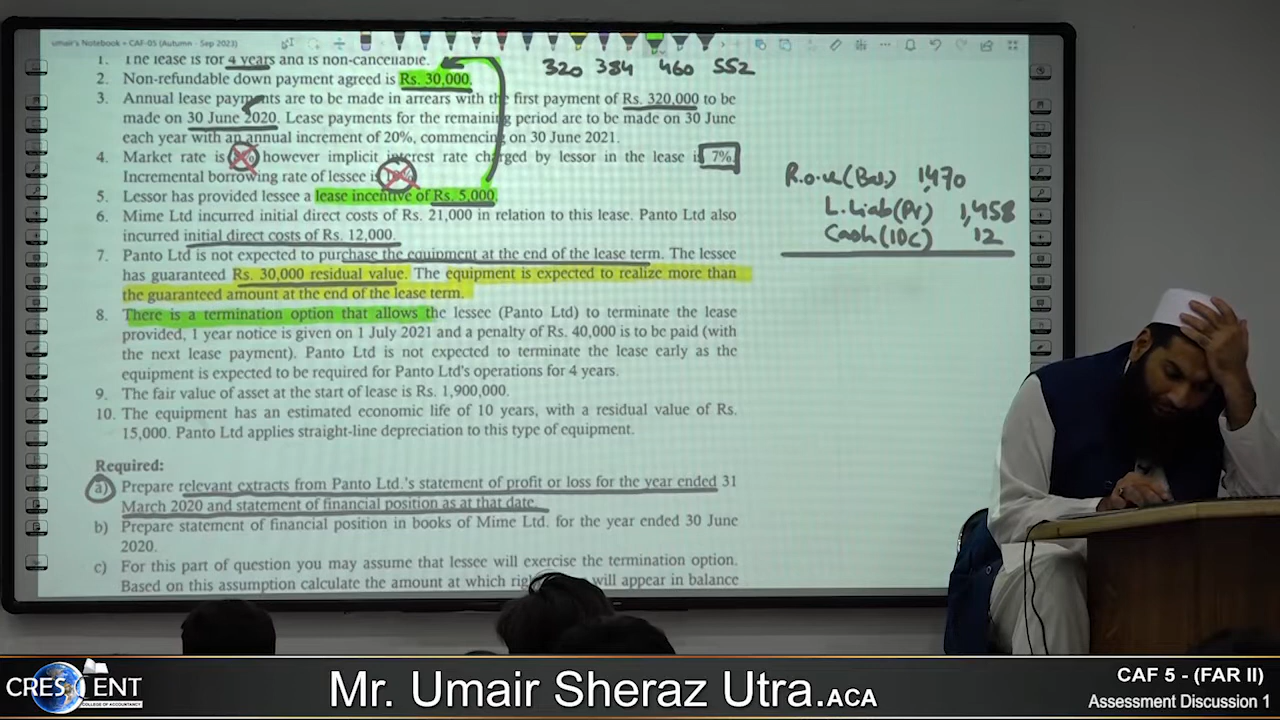 umair's Notebook - CAF-05 (Autumn - Sep 2023)
320 384 460 552
1. The lease is for 4 years and is non-cancellable.
2. Non-refundable down payment agreed is Rs. 30,000.
3. Annual lease payments are to be made in arrears with the first payment of Rs. 320,000 to be
made on 30 June 2020. Lease payments for the remaining period are to be made on 30 June
each year with an annual increment of 20%, commencing on 30 June 2021.
4. Market rate is however implicit interest rate charged by lessor in the lease is 7%.
Incremental borrowing rate of lessee is
5. Lessor has provided lessee a lease incentive of Rs. 5,000.
6. Mime Ltd incurred initial direct costs of Rs. 21,000 in relation to this lease. Panto Ltd also
incurred initial direct costs of Rs. 12,000.
7. Panto Ltd is not expected to purchase the equipment at the end of the lease term. The lessee
has guaranteed Rs. 30,000 residual value. The equipment is expected to realize more than
the guaranteed amount at the end of the lease term.
8. There is a termination option that allows the lessee (Panto Ltd) to terminate the lease
provided, 1 year notice is given on 1 July 2021 and a penalty of Rs. 40,000 is to be paid (with
the next lease payment). Panto Ltd is not expected to terminate the lease early as the
equipment is expected to be required for Panto Ltd's operations for 4 years.
9. The fair value of asset at the start of lease is Rs. 1,900,000.
10. The equipment has an estimated economic life of 10 years, with a residual value of Rs.
15,000. Panto Ltd applies straight-line depreciation to this type of equipment.
Required:
a) Prepare relevant extracts from Panto Ltd.'s statement of profit or loss for the year ended 31
March 2020 and statement of financial position as at that date.
b) Prepare statement of financial position in books of Mime Ltd. for the year ended 30 June
2020.
c) For this part of question you may assume that lessee will exercise the termination option.
Based on this assumption calculate the amount at which will appear in balance
R.o.u (Bal.) 1,470
L. Liab (Pv) 1,458
Cash (IDC) 12
CRESCENT
COLLEGE OF ACCOUNTANCY
Mr. Umair Sheraz Utra.ACA
CAF 5 - (FAR II)
Assessment Discussion 1